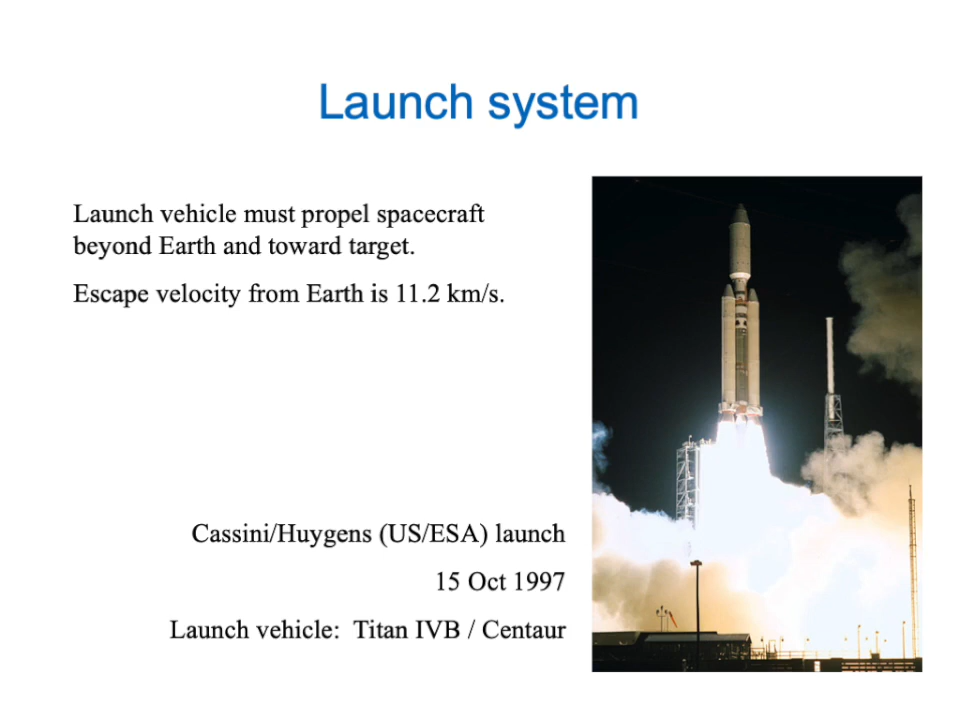 Launch system
Launch vehicle must propel spacecraft
beyond Earth and toward target.
Escape velocity from Earth is 11.2 km/s.
Cassini/Huygens (US/ESA) launch
15 Oct 1997
Launch vehicle:  Titan IVB / Centaur